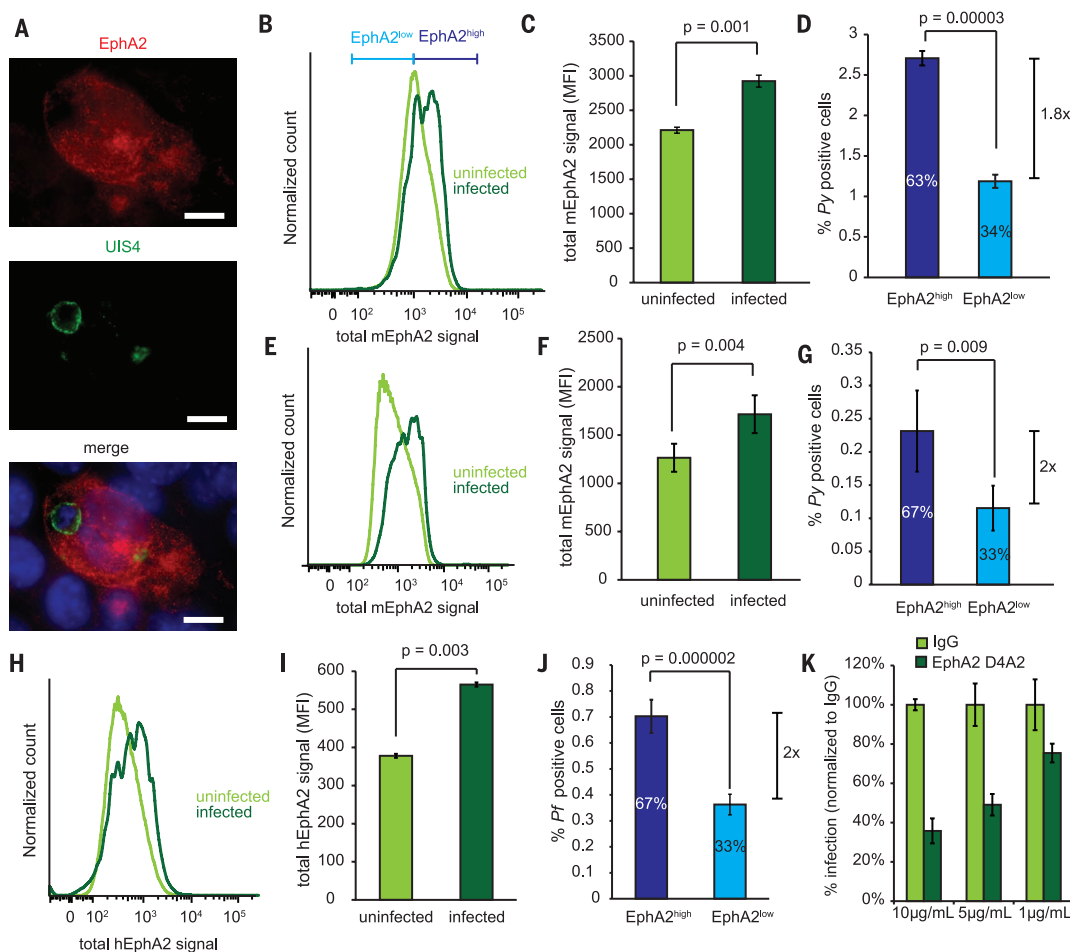 A
EphA2
UIS4
merge
B
EphA2low EphA2high
Normalized count
uninfected
infected
0 10² 10³ 10⁴ 10⁵
total mEphA2 signal
C
p = 0.001
total mEphA2 signal (MFI)
3500
3000
2500
2000
1500
1000
500
0
uninfected infected
D
p = 0.00003
% Py positive cells
3
2.5
2
1.5
1
0.5
0
63%
34%
1.8x
EphA2high EphA2low
E
Normalized count
uninfected
infected
0 10² 10³ 10⁴ 10⁵
total mEphA2 signal
F
p = 0.004
total mEphA2 signal (MFI)
2500
2000
1500
1000
500
0
uninfected infected
G
p = 0.009
% Py positive cells
0.35
0.3
0.25
0.2
0.15
0.1
0.05
0
67%
33%
2x
EphA2high EphA2low
H
Normalized count
uninfected
infected
0 10² 10³ 10⁴ 10⁵
total hEphA2 signal
I
p = 0.003
total hEphA2 signal (MFI)
600
500
400
300
200
100
0
uninfected infected
J
p = 0.000002
% Pf positive cells
0.9
0.8
0.7
0.6
0.5
0.4
0.3
0.2
0.1
0
67%
33%
2x
EphA2high EphA2low
K
IgG
EphA2 D4A2
% infection (normalized to IgG)
120%
100%
80%
60%
40%
20%
0%
10µg/mL 5µg/mL 1µg/mL